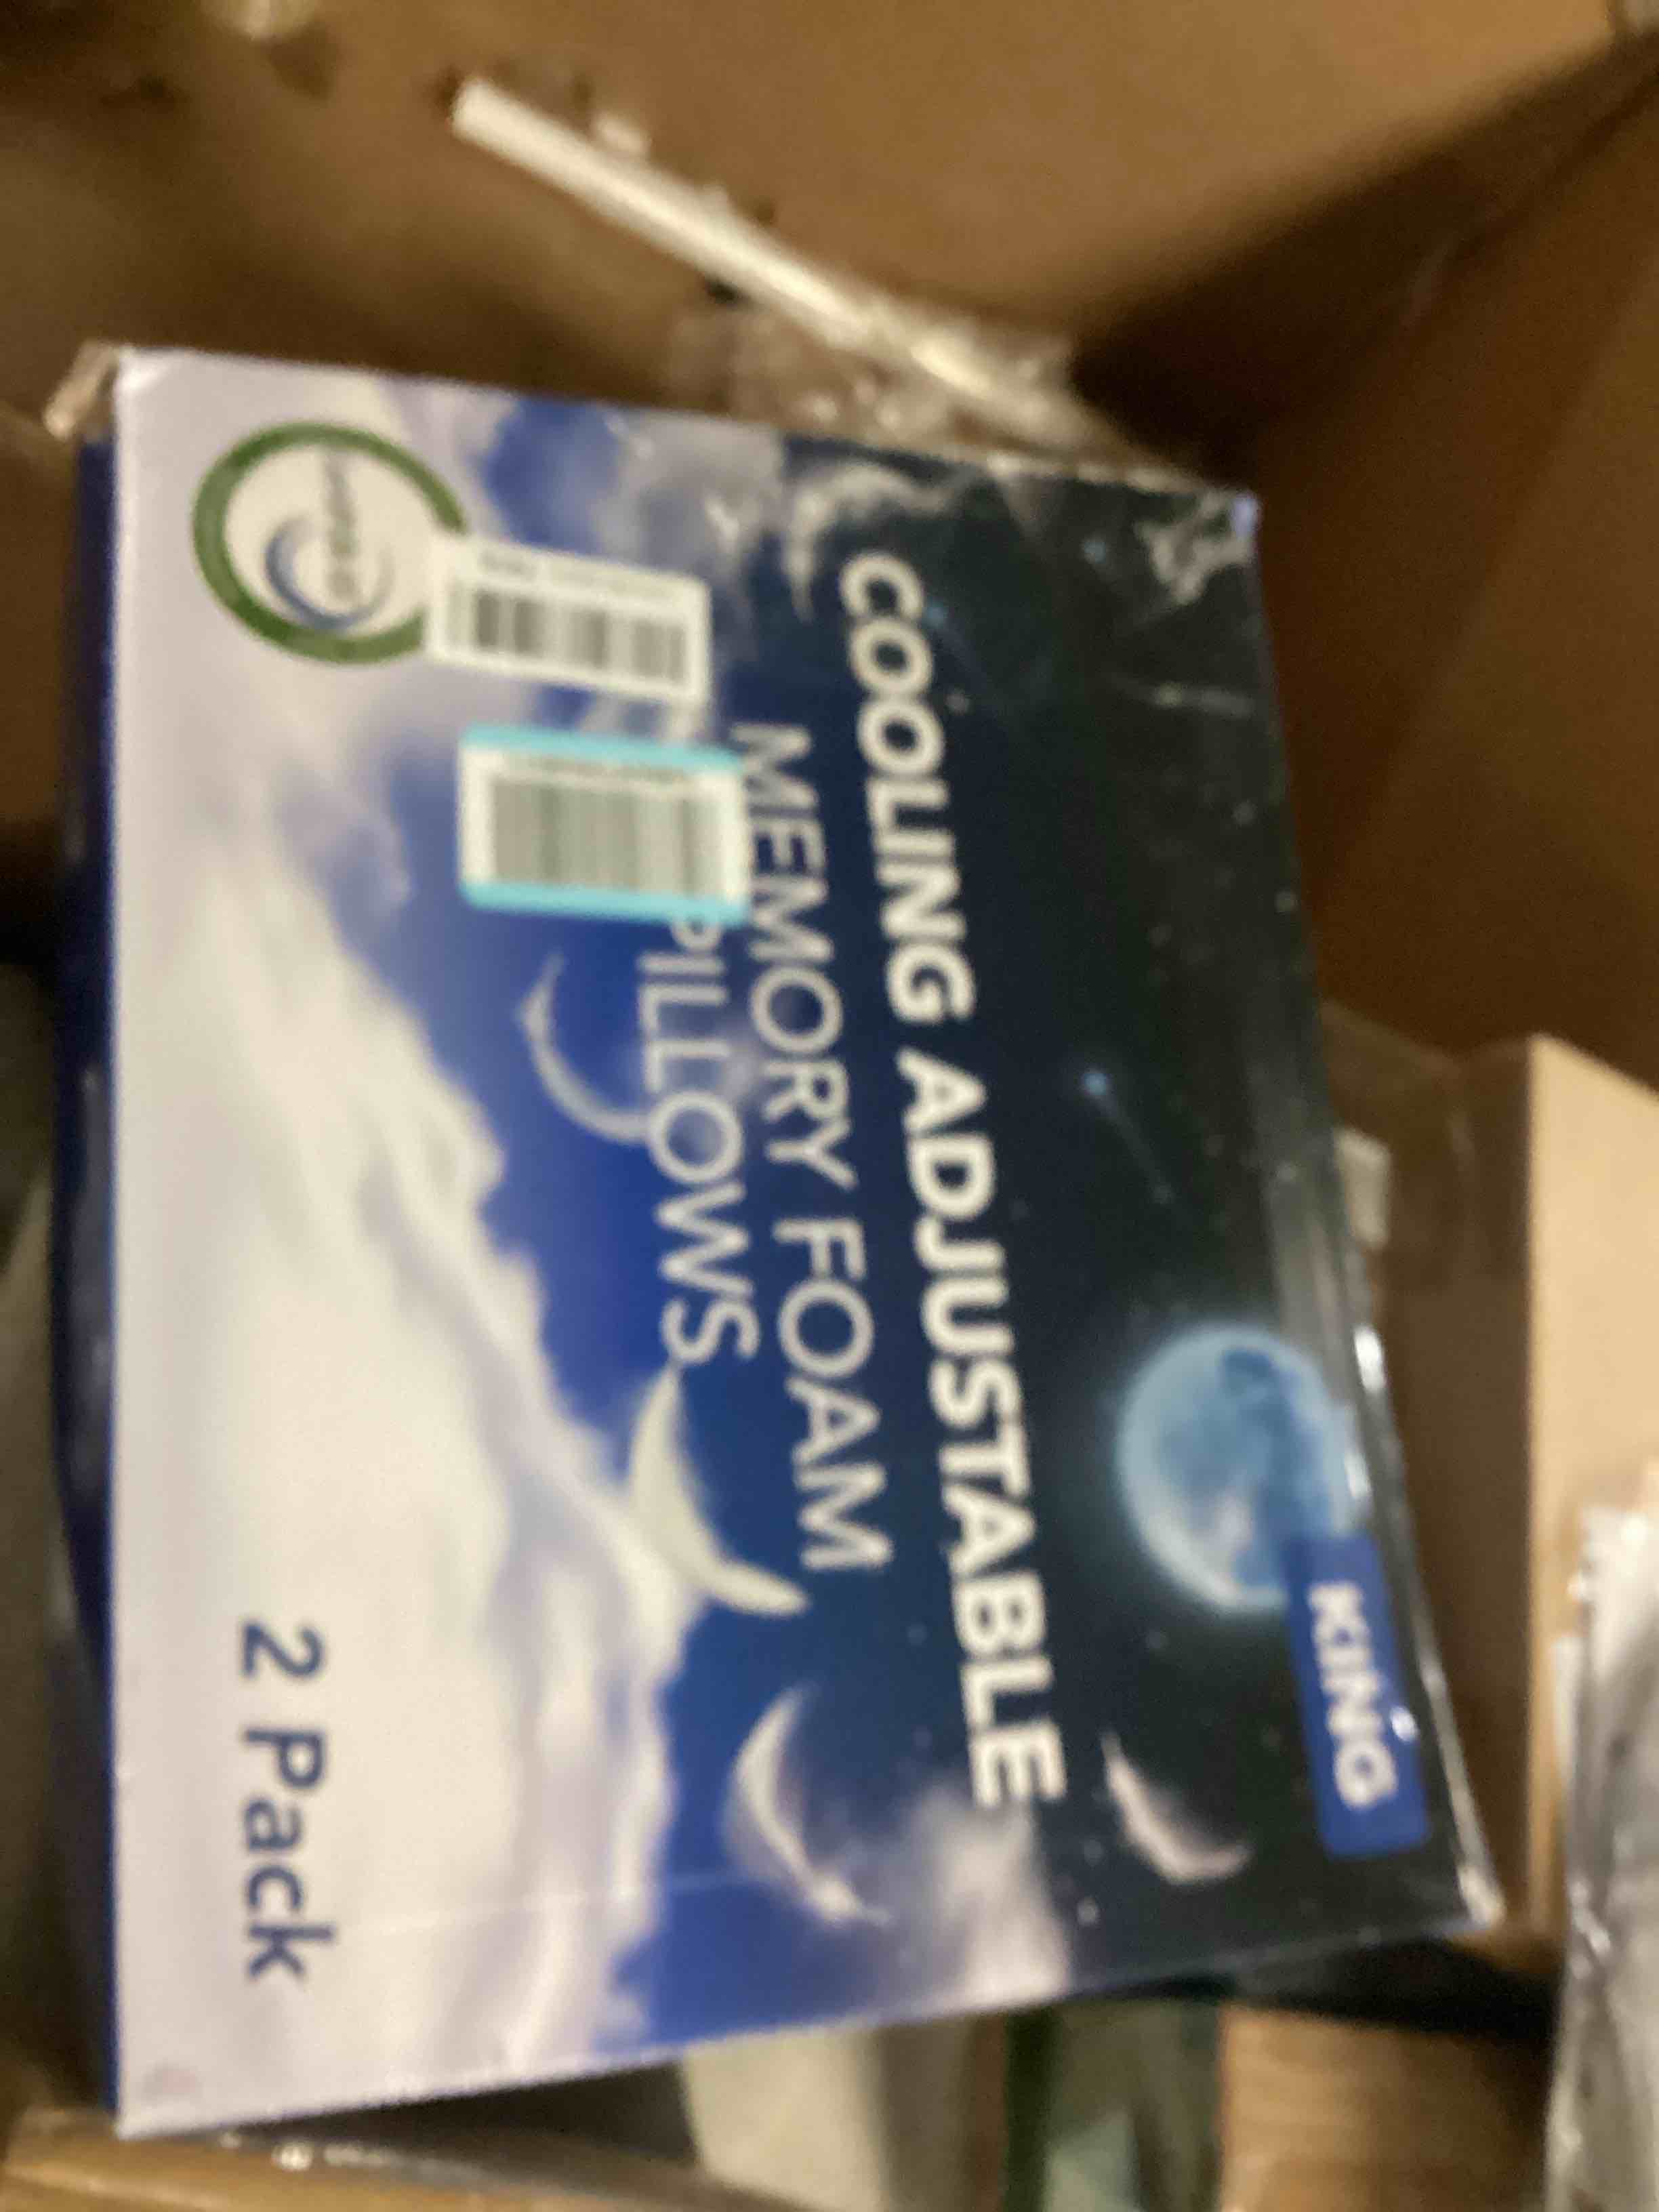 KING
COOLING ADJUSTABLE
MEMORY FOAM
PILLOWS
2 Pack